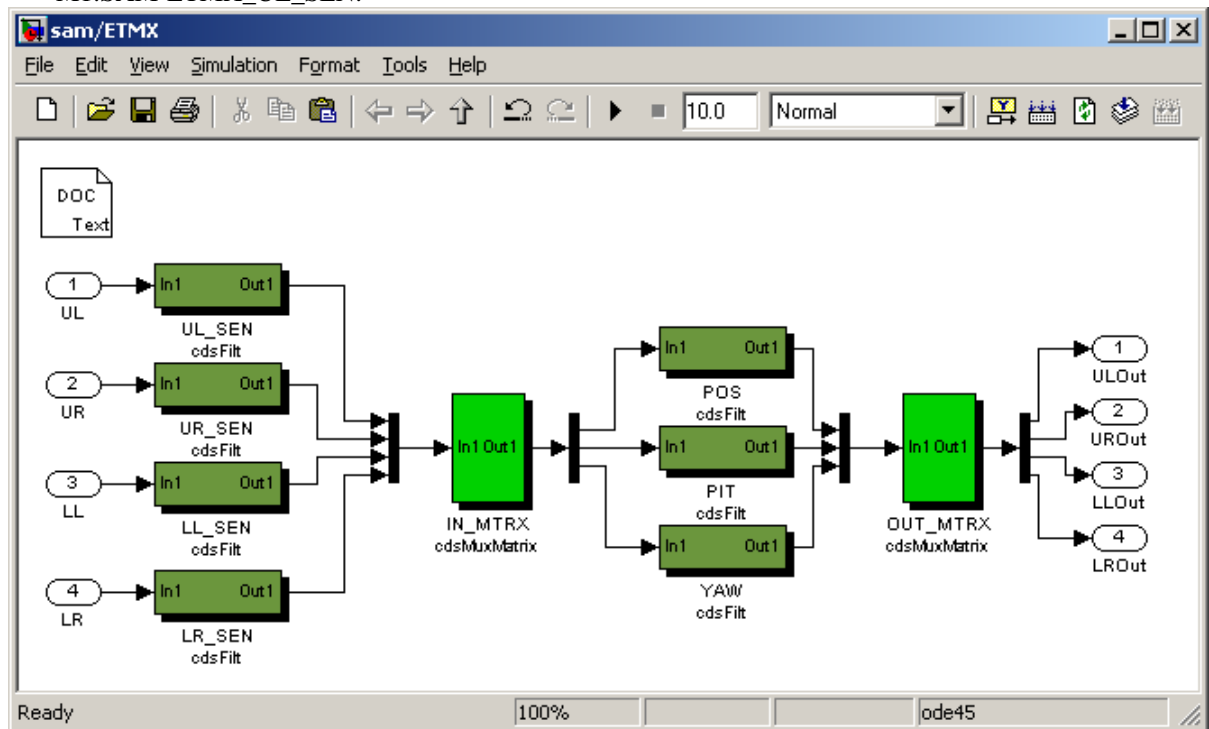 M1:SAM-ETMX_UL_SEN.
sam/ETMX
File Edit View Simulation Format Tools Help
10.0 Normal
DOC
Text
1
UL
In1 Out1
UL_SEN
cdsFilt
2
UR
In1 Out1
UR_SEN
cdsFilt
3
LL
In1 Out1
LL_SEN
cdsFilt
4
LR
In1 Out1
LR_SEN
cdsFilt
In1 Out1
IN_MTRX
cdsMuxMatrix
In1 Out1
POS
cdsFilt
In1 Out1
PIT
cdsFilt
In1 Out1
YAW
cdsFilt
In1 Out1
OUT_MTRX
cdsMuxMatrix
1
ULOut
2
UROut
3
LLOut
4
LROut
Ready 100% ode45